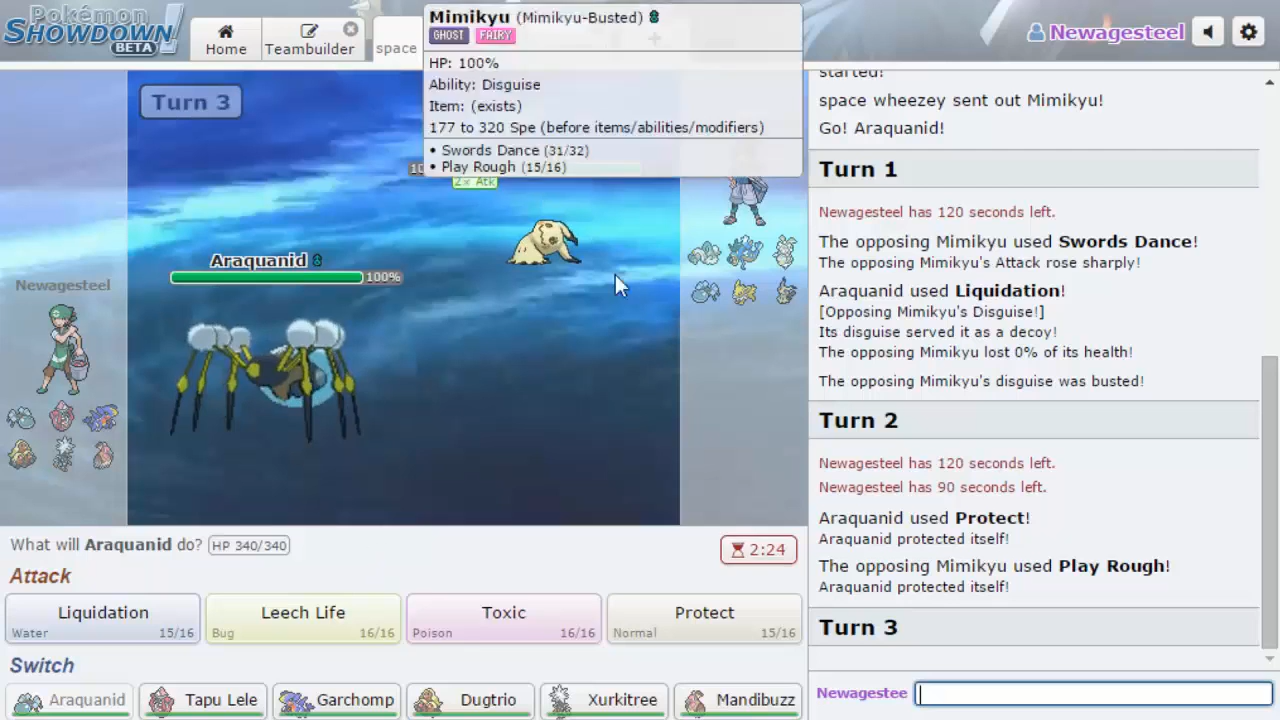 Pokémon
SHOWDOWN!
BETA
Home
Teambuilder
space
Newagesteel
Mimikyu (Mimikyu-Busted)
GHOST FAIRY
HP: 100%
Ability: Disguise
Item: (exists)
177 to 320 Spe (before items/abilities/modifiers)
• Swords Dance (31/32)
• Play Rough (15/16)
Turn 3
10
2× Atk
Araquanid
100%
Newagesteel
started!
space wheezey sent out Mimikyu!
Go! Araquanid!
Turn 1
Newagesteel has 120 seconds left.
The opposing Mimikyu used Swords Dance!
The opposing Mimikyu's Attack rose sharply!
Araquanid used Liquidation!
[Opposing Mimikyu's Disguise!]
Its disguise served it as a decoy!
The opposing Mimikyu lost 0% of its health!
The opposing Mimikyu's disguise was busted!
Turn 2
Newagesteel has 120 seconds left.
Newagesteel has 90 seconds left.
Araquanid used Protect!
Araquanid protected itself!
The opposing Mimikyu used Play Rough!
Araquanid protected itself!
Turn 3
Newagestee
What will Araquanid do? HP 340/340
2:24
Attack
Liquidation
Water 15/16
Leech Life
Bug 16/16
Toxic
Poison 16/16
Protect
Normal 15/16
Switch
Araquanid
Tapu Lele
Garchomp
Dugtrio
Xurkitree
Mandibuzz